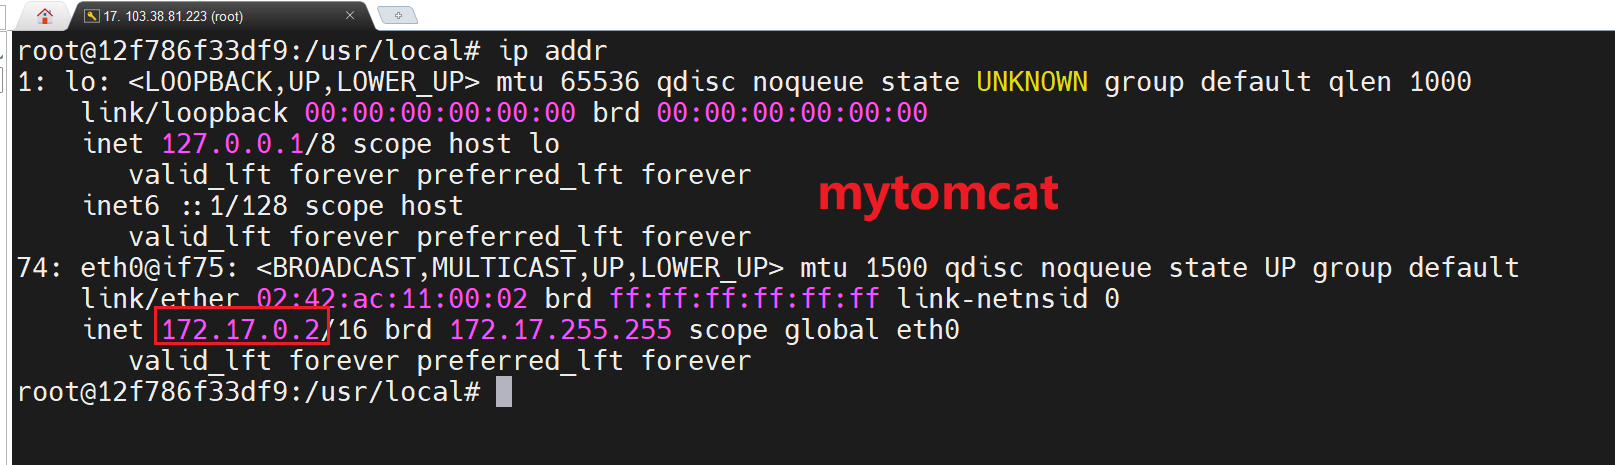 17. 103.38.81.223 (root)
root@12f786f33df9:/usr/local# ip addr
1: lo: <LOOPBACK,UP,LOWER_UP> mtu 65536 qdisc noqueue state UNKNOWN group default qlen 1000
link/loopback 00:00:00:00:00:00 brd 00:00:00:00:00:00
inet 127.0.0.1/8 scope host lo
valid_lft forever preferred_lft forever
inet6 ::1/128 scope host
valid_lft forever preferred_lft forever
mytomcat
74: eth0@if75: <BROADCAST,MULTICAST,UP,LOWER_UP> mtu 1500 qdisc noqueue state UP group default
link/ether 02:42:ac:11:00:02 brd ff:ff:ff:ff:ff:ff link-netnsid 0
inet 172.17.0.2/16 brd 172.17.255.255 scope global eth0
valid_lft forever preferred_lft forever
root@12f786f33df9:/usr/local#